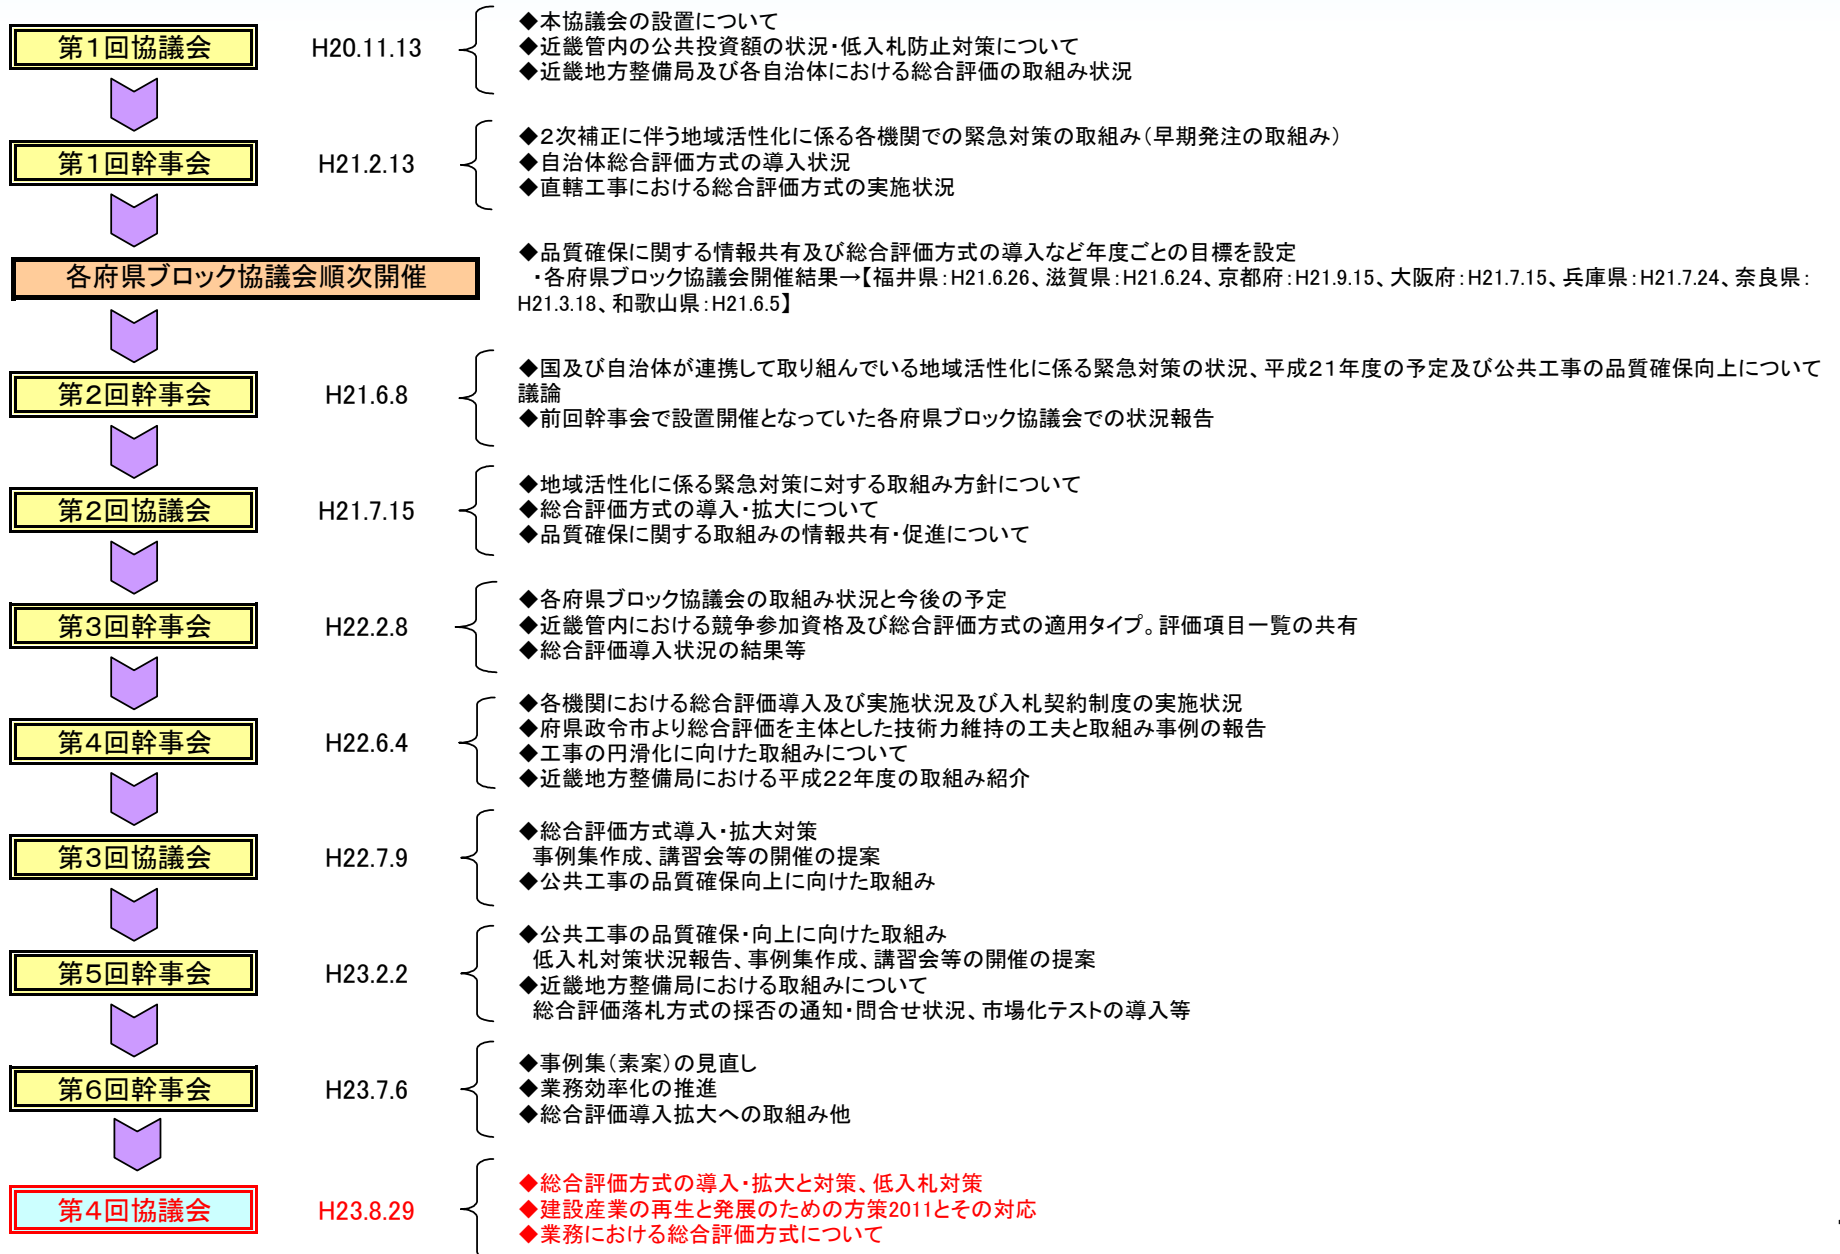 第1回協議会
H20.11.13
◆本協議会の設置について
◆近畿管内の公共投資額の状況・低入札防止対策について
◆近畿地方整備局及び各自治体における総合評価の取組み状況
第1回幹事会
H21.2.13
◆2次補正に伴う地域活性化に係る各機関での緊急対策の取組み（早期発注の取組み）
◆自治体総合評価方式の導入状況
◆直轄工事における総合評価方式の実施状況
各府県ブロック協議会順次開催
◆品質確保に関する情報共有及び総合評価方式の導入など年度ごとの目標を設定
・各府県ブロック協議会開催結果→【福井県：H21.6.26、滋賀県：H21.6.24、京都府：H21.9.15、大阪府：H21.7.15、兵庫県：H21.7.24、奈良県：
H21.3.18、和歌山県：H21.6.5】
第2回幹事会
H21.6.8
◆国及び自治体が連携して取り組んでいる地域活性化に係る緊急対策の状況、平成21年度の予定及び公共工事の品質確保向上について
議論
◆前回幹事会で設置開催となっていた各府県ブロック協議会での状況報告
第2回協議会
H21.7.15
◆地域活性化に係る緊急対策に対する取組み方針について
◆総合評価方式の導入・拡大について
◆品質確保に関する取組みの情報共有・促進について
第3回幹事会
H22.2.8
◆各府県ブロック協議会の取組み状況と今後の予定
◆近畿管内における競争参加資格及び総合評価方式の適用タイプ。評価項目一覧の共有
◆総合評価導入状況の結果等
第4回幹事会
H22.6.4
◆各機関における総合評価導入及び実施状況及び入札契約制度の実施状況
◆府県政令市より総合評価を主体とした技術力維持の工夫と取組み事例の報告
◆工事の円滑化に向けた取組みについて
◆近畿地方整備局における平成22年度の取組み紹介
第3回協議会
H22.7.9
◆総合評価方式導入・拡大対策
事例集作成、講習会等の開催の提案
◆公共工事の品質確保向上に向けた取組み
第5回幹事会
H23.2.2
◆公共工事の品質確保・向上に向けた取組み
低入札対策状況報告、事例集作成、講習会等の開催の提案
◆近畿地方整備局における取組みについて
総合評価落札方式の採否の通知・問合せ状況、市場化テストの導入等
第6回幹事会
H23.7.6
◆事例集（素案）の見直し
◆業務効率化の推進
◆総合評価導入拡大への取組み他
第4回協議会
H23.8.29
◆総合評価方式の導入・拡大と対策、低入札対策
◆建設産業の再生と発展のための方策2011とその対応
◆業務における総合評価方式について